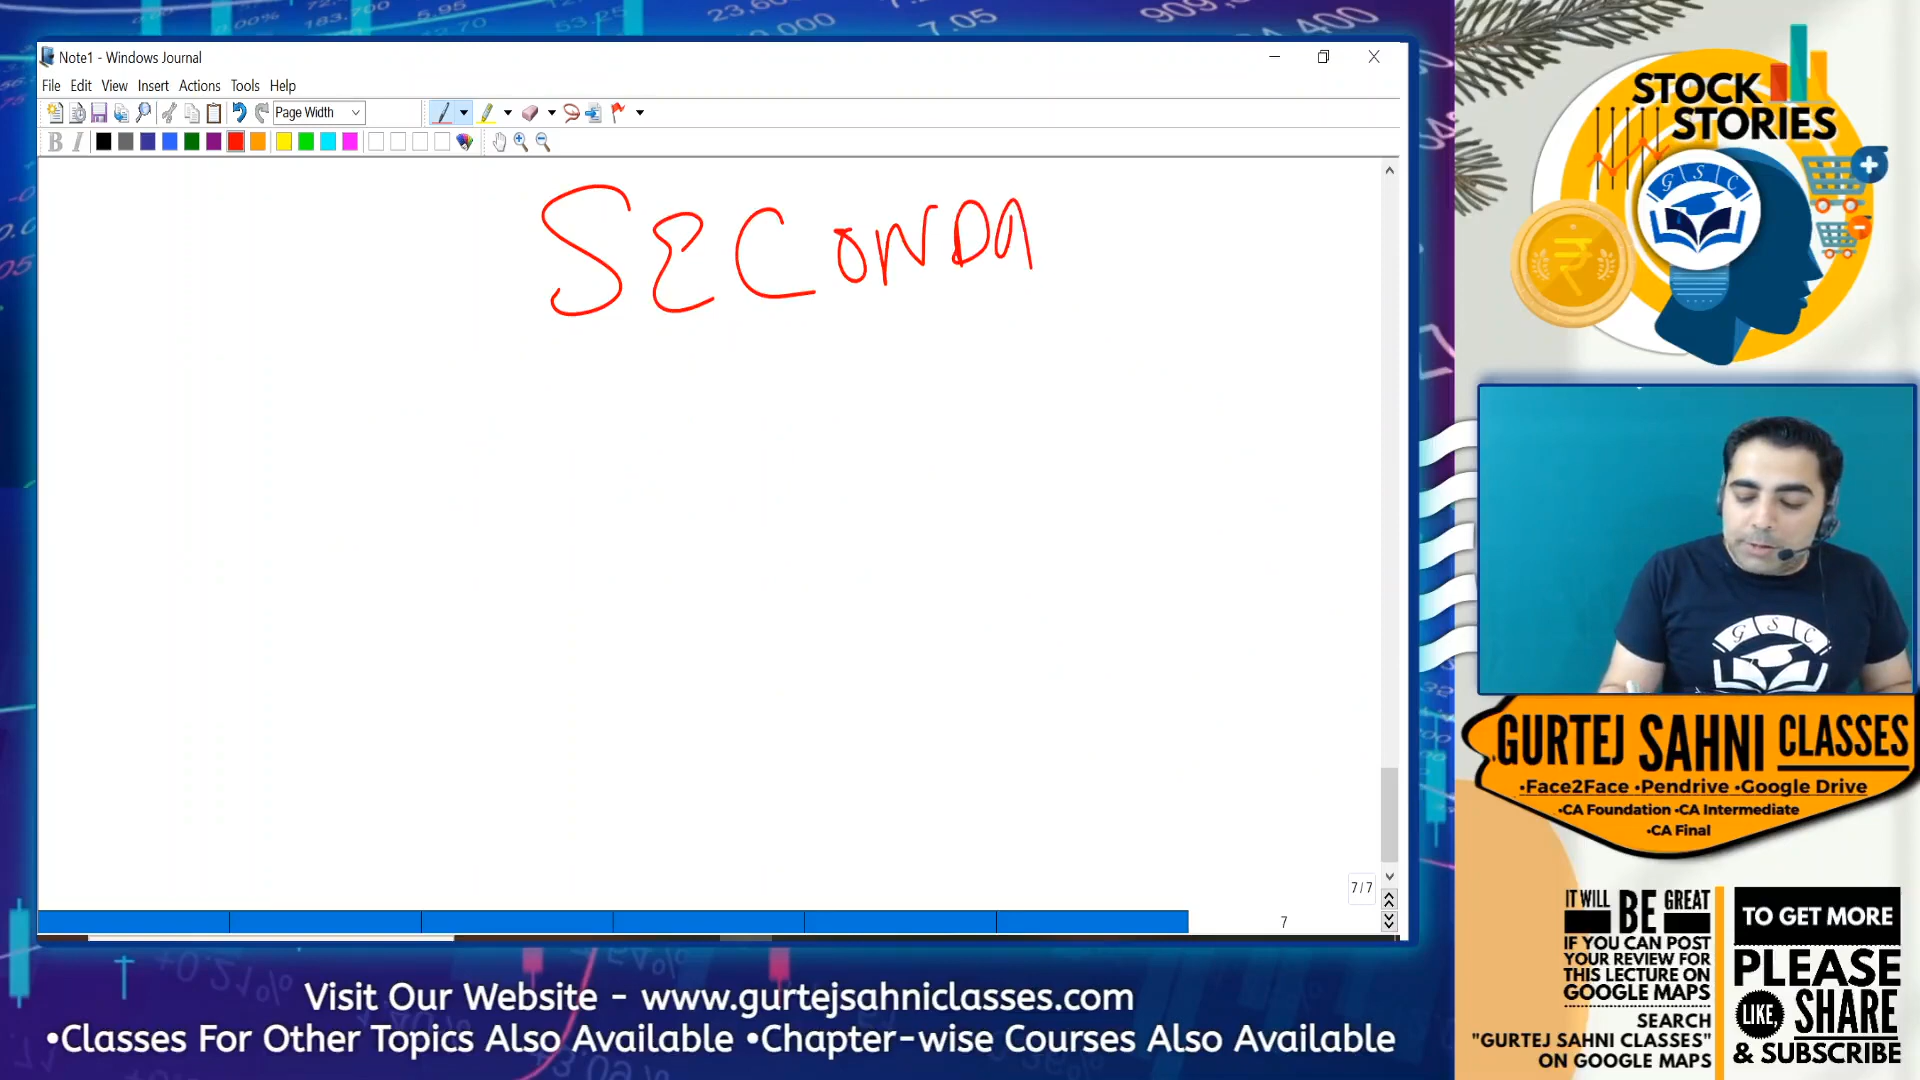 Note1 - Windows Journal
File Edit View Insert Actions Tools Help
Page Width
B I
SECONDA
7/7
7
STOCK
STORIES
G S C
G S C
GURTEJ SAHNI CLASSES
•Face2Face •Pendrive •Google Drive
•CA Foundation •CA Intermediate
•CA Final
IT WILL BE GREAT
IF YOU CAN POST
YOUR REVIEW FOR
THIS LECTURE ON
GOOGLE MAPS
SEARCH
"GURTEJ SAHNI CLASSES"
ON GOOGLE MAPS
TO GET MORE
PLEASE
LIKE, SHARE
& SUBSCRIBE
Visit Our Website - www.gurtejsahniclasses.com
•Classes For Other Topics Also Available •Chapter-wise Courses Also Available